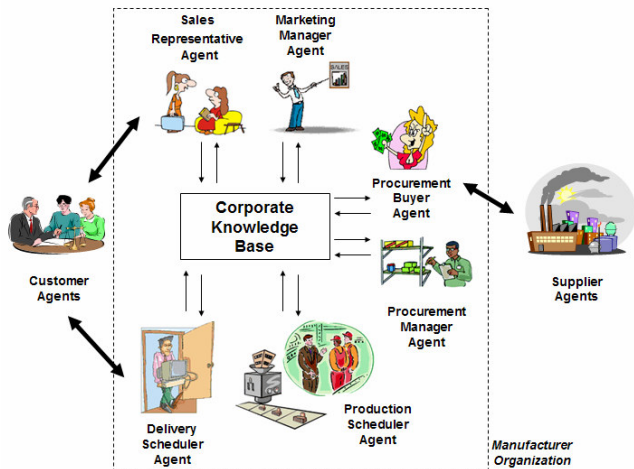 Sales
Representative
Agent
Marketing
Manager
Agent
Procurement
Buyer
Agent
Corporate
Knowledge
Base
Customer
Agents
Supplier
Agents
Procurement
Manager
Agent
Delivery
Scheduler
Agent
Production
Scheduler
Agent
Manufacturer
Organization